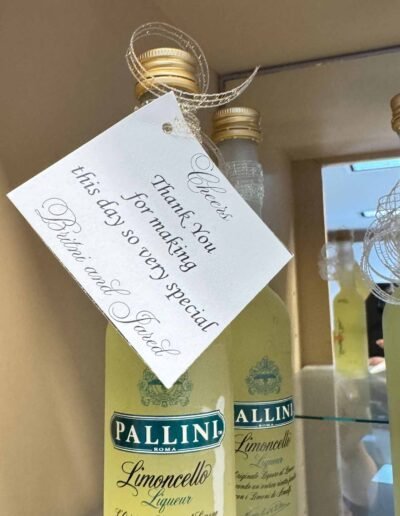 Cheers
Thank You
for making
this day so very special
Britni and Jared
PALLINI
ROMA
Limoncello
Liqueur
PALLINI
ROMA
Limoncello
Liqueur